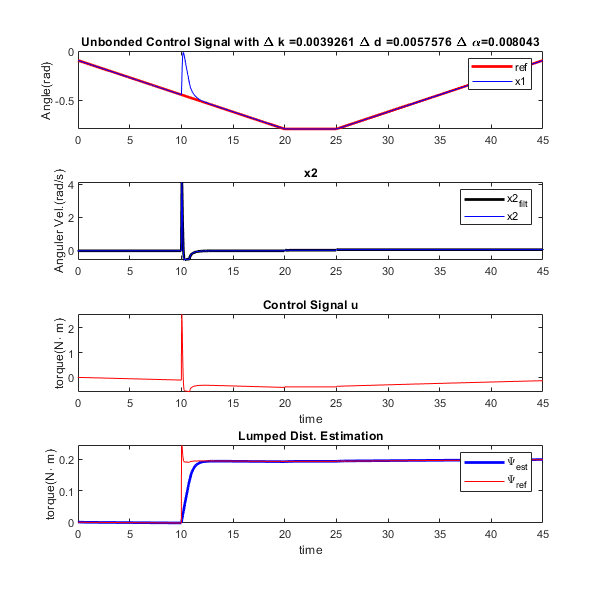 Unbonded Control Signal with Δ k =0.0039261 Δ d =0.0057576 Δ α=0.008043
Angle(rad)
0
-0.5
ref
x1
0 5 10 15 20 25 30 35 40 45
x2
Anguler Vel.(rad/s)
4
2
0
x2filt
x2
0 5 10 15 20 25 30 35 40 45
Control Signal u
torque(N· m)
2
1
0
0 5 10 15 20 25 30 35 40 45
time
Lumped Dist. Estimation
torque(N· m)
0.2
0.1
0
Ψest
Ψref
0 5 10 15 20 25 30 35 40 45
time